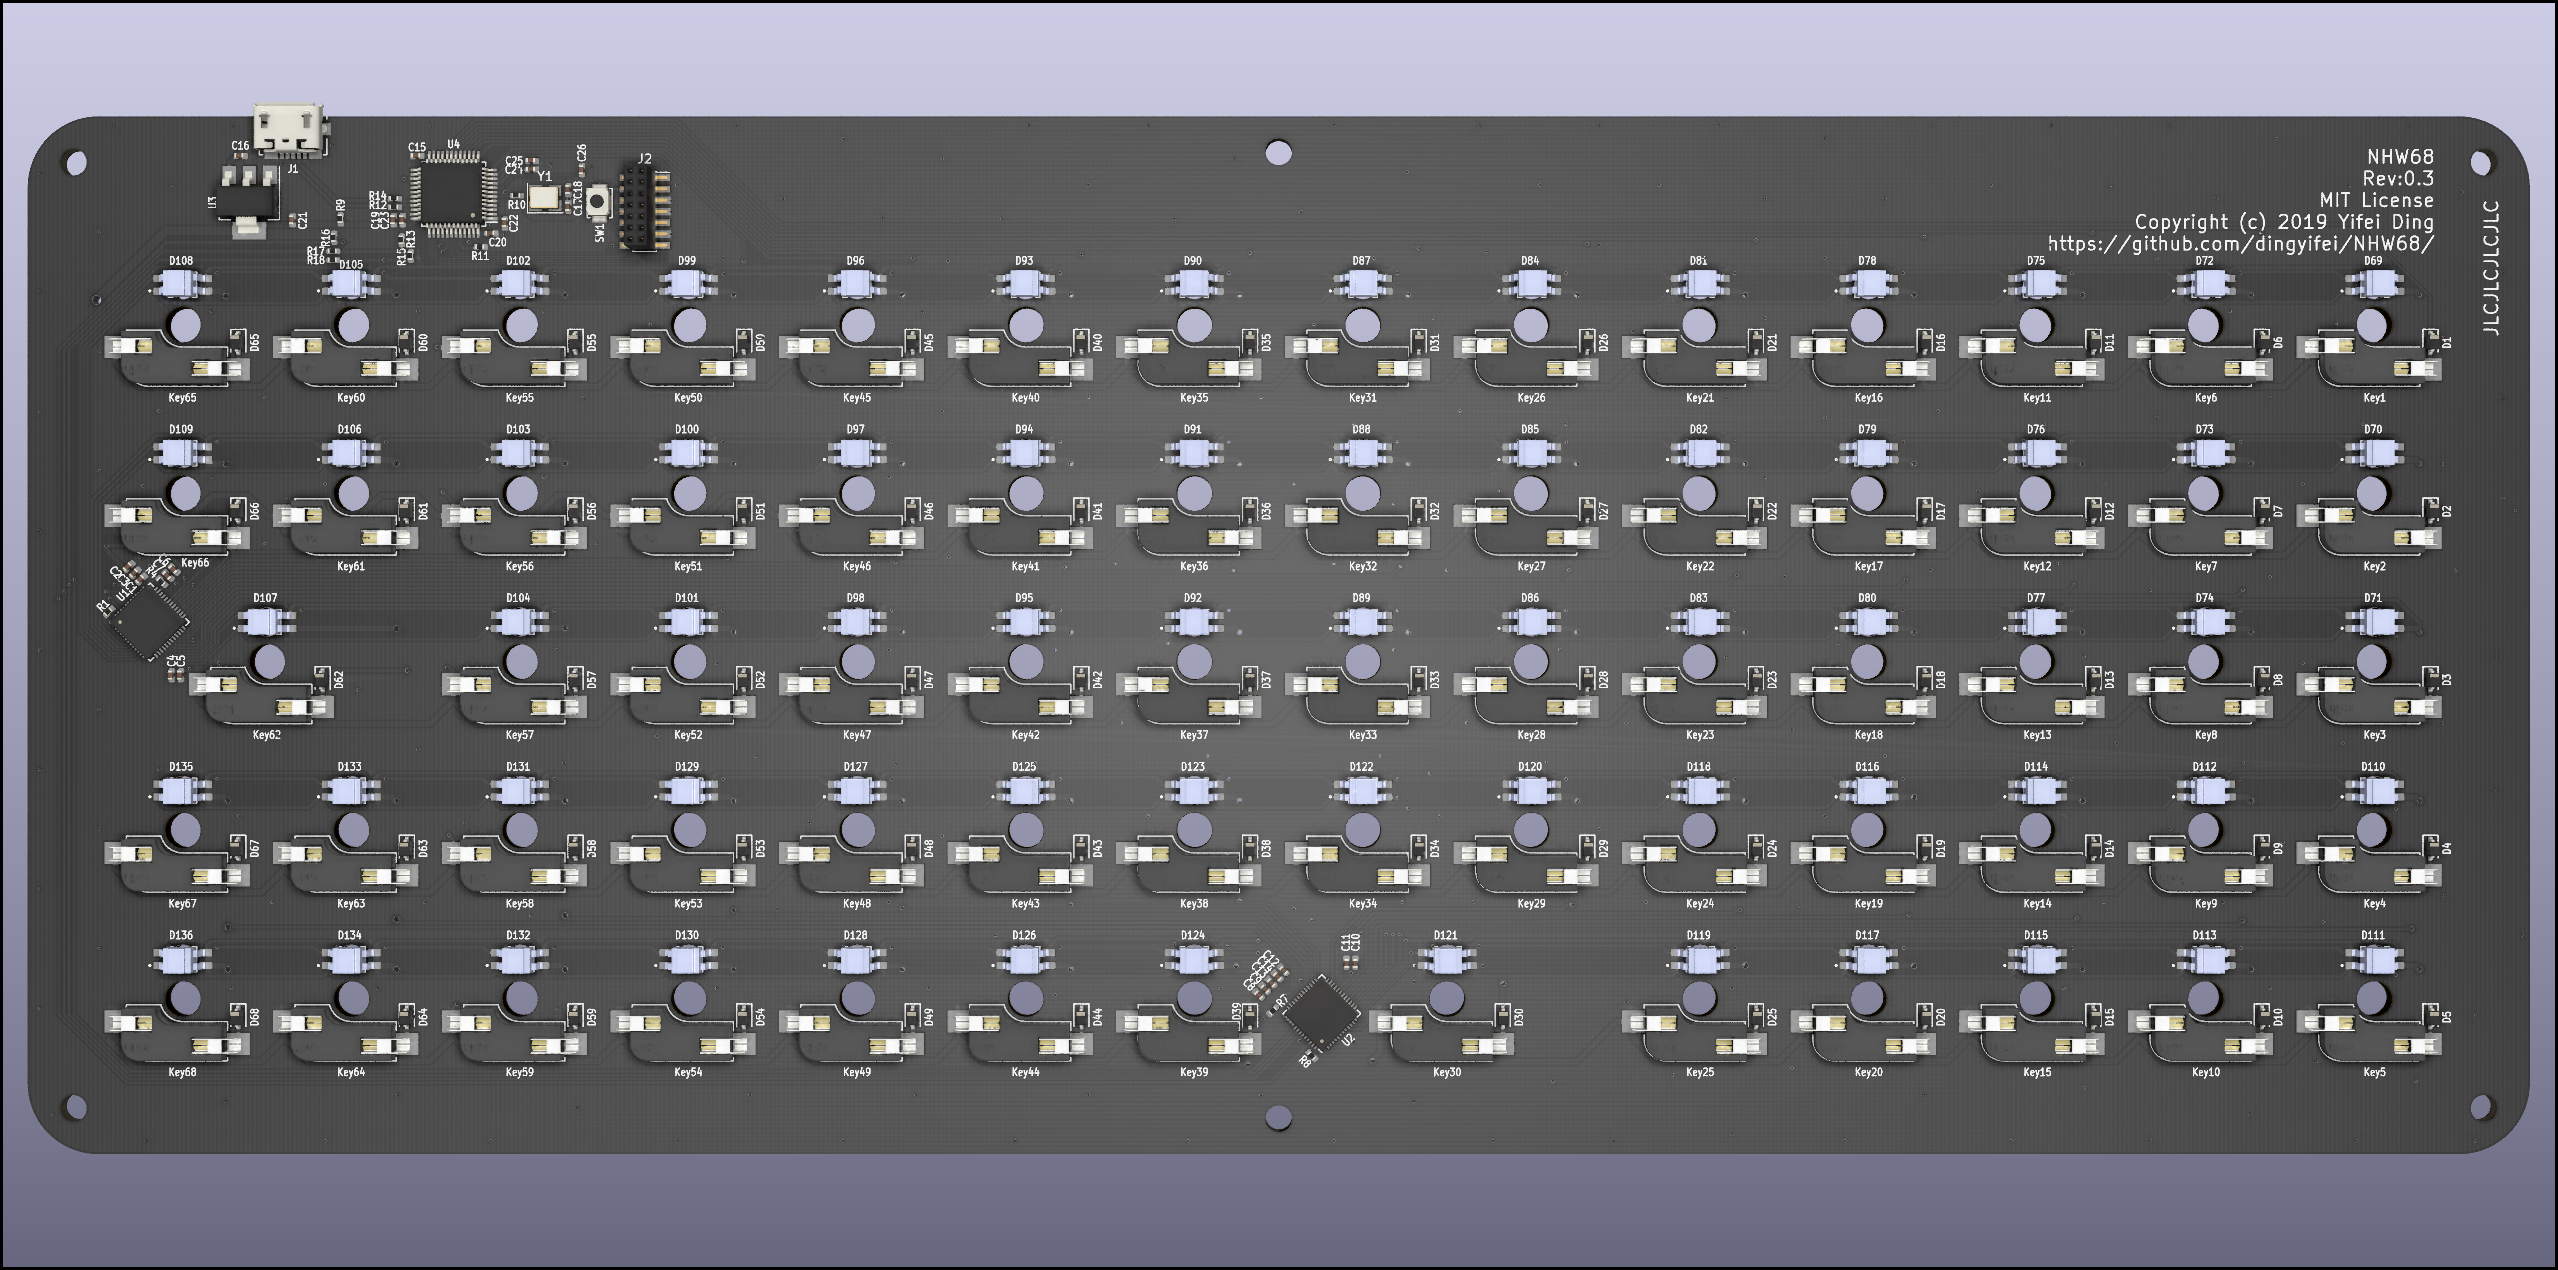 NHW68
Rev:0.3
MIT License
Copyright (c) 2019 Yifei Ding
https://github.com/dingyifei/NHW68/
JLCJLCJLCJLC
C16
J1
U3
C21
R9
R16
R17
R18
C15
U4
R14
R12
C19
C23
R13
R15
R11
C20
C22
R10
C25
Y1
C18
C17
C26
SW1
J2
D108 D105 D102 D99 D96 D93 D90 D87 D84 D81 D78 D75 D72 D69
D65 D60 D55 D50 D45 D40 D35 D31 D26 D21 D16 D11 D6 D1
Key65 Key60 Key55 Key50 Key45 Key40 Key35 Key31 Key26 Key21 Key16 Key11 Key6 Key1
D109 D106 D103 D100 D97 D94 D91 D88 D85 D82 D79 D76 D73 D70
D66 D61 D56 D51 D46 D41 D36 D32 D27 D22 D17 D12 D7 D2
Key66 Key61 Key56 Key51 Key46 Key41 Key36 Key32 Key27 Key22 Key17 Key12 Key7 Key2
R1
U1
C4
C5
D107 D104 D101 D98 D95 D92 D89 D86 D83 D80 D77 D74 D71
D62 D57 D52 D47 D42 D37 D33 D28 D23 D18 D13 D8 D3
Key62 Key57 Key52 Key47 Key42 Key37 Key33 Key28 Key23 Key18 Key13 Key8 Key3
D135 D133 D131 D129 D127 D125 D123 D122 D120 D118 D116 D114 D112 D110
D67 D63 D58 D53 D48 D43 D38 D34 D29 D24 D19 D14 D9 D4
Key67 Key63 Key58 Key53 Key48 Key43 Key38 Key34 Key29 Key24 Key19 Key14 Key9 Key4
D136 D134 D132 D130 D128 D126 D124 D121 D119 D117 D115 D113 D111
C11
C10
R7
U2
R8
D68 D64 D59 D54 D49 D44 D39 D30 D25 D20 D15 D10 D5
Key68 Key64 Key59 Key54 Key49 Key44 Key39 Key30 Key25 Key20 Key15 Key10 Key5